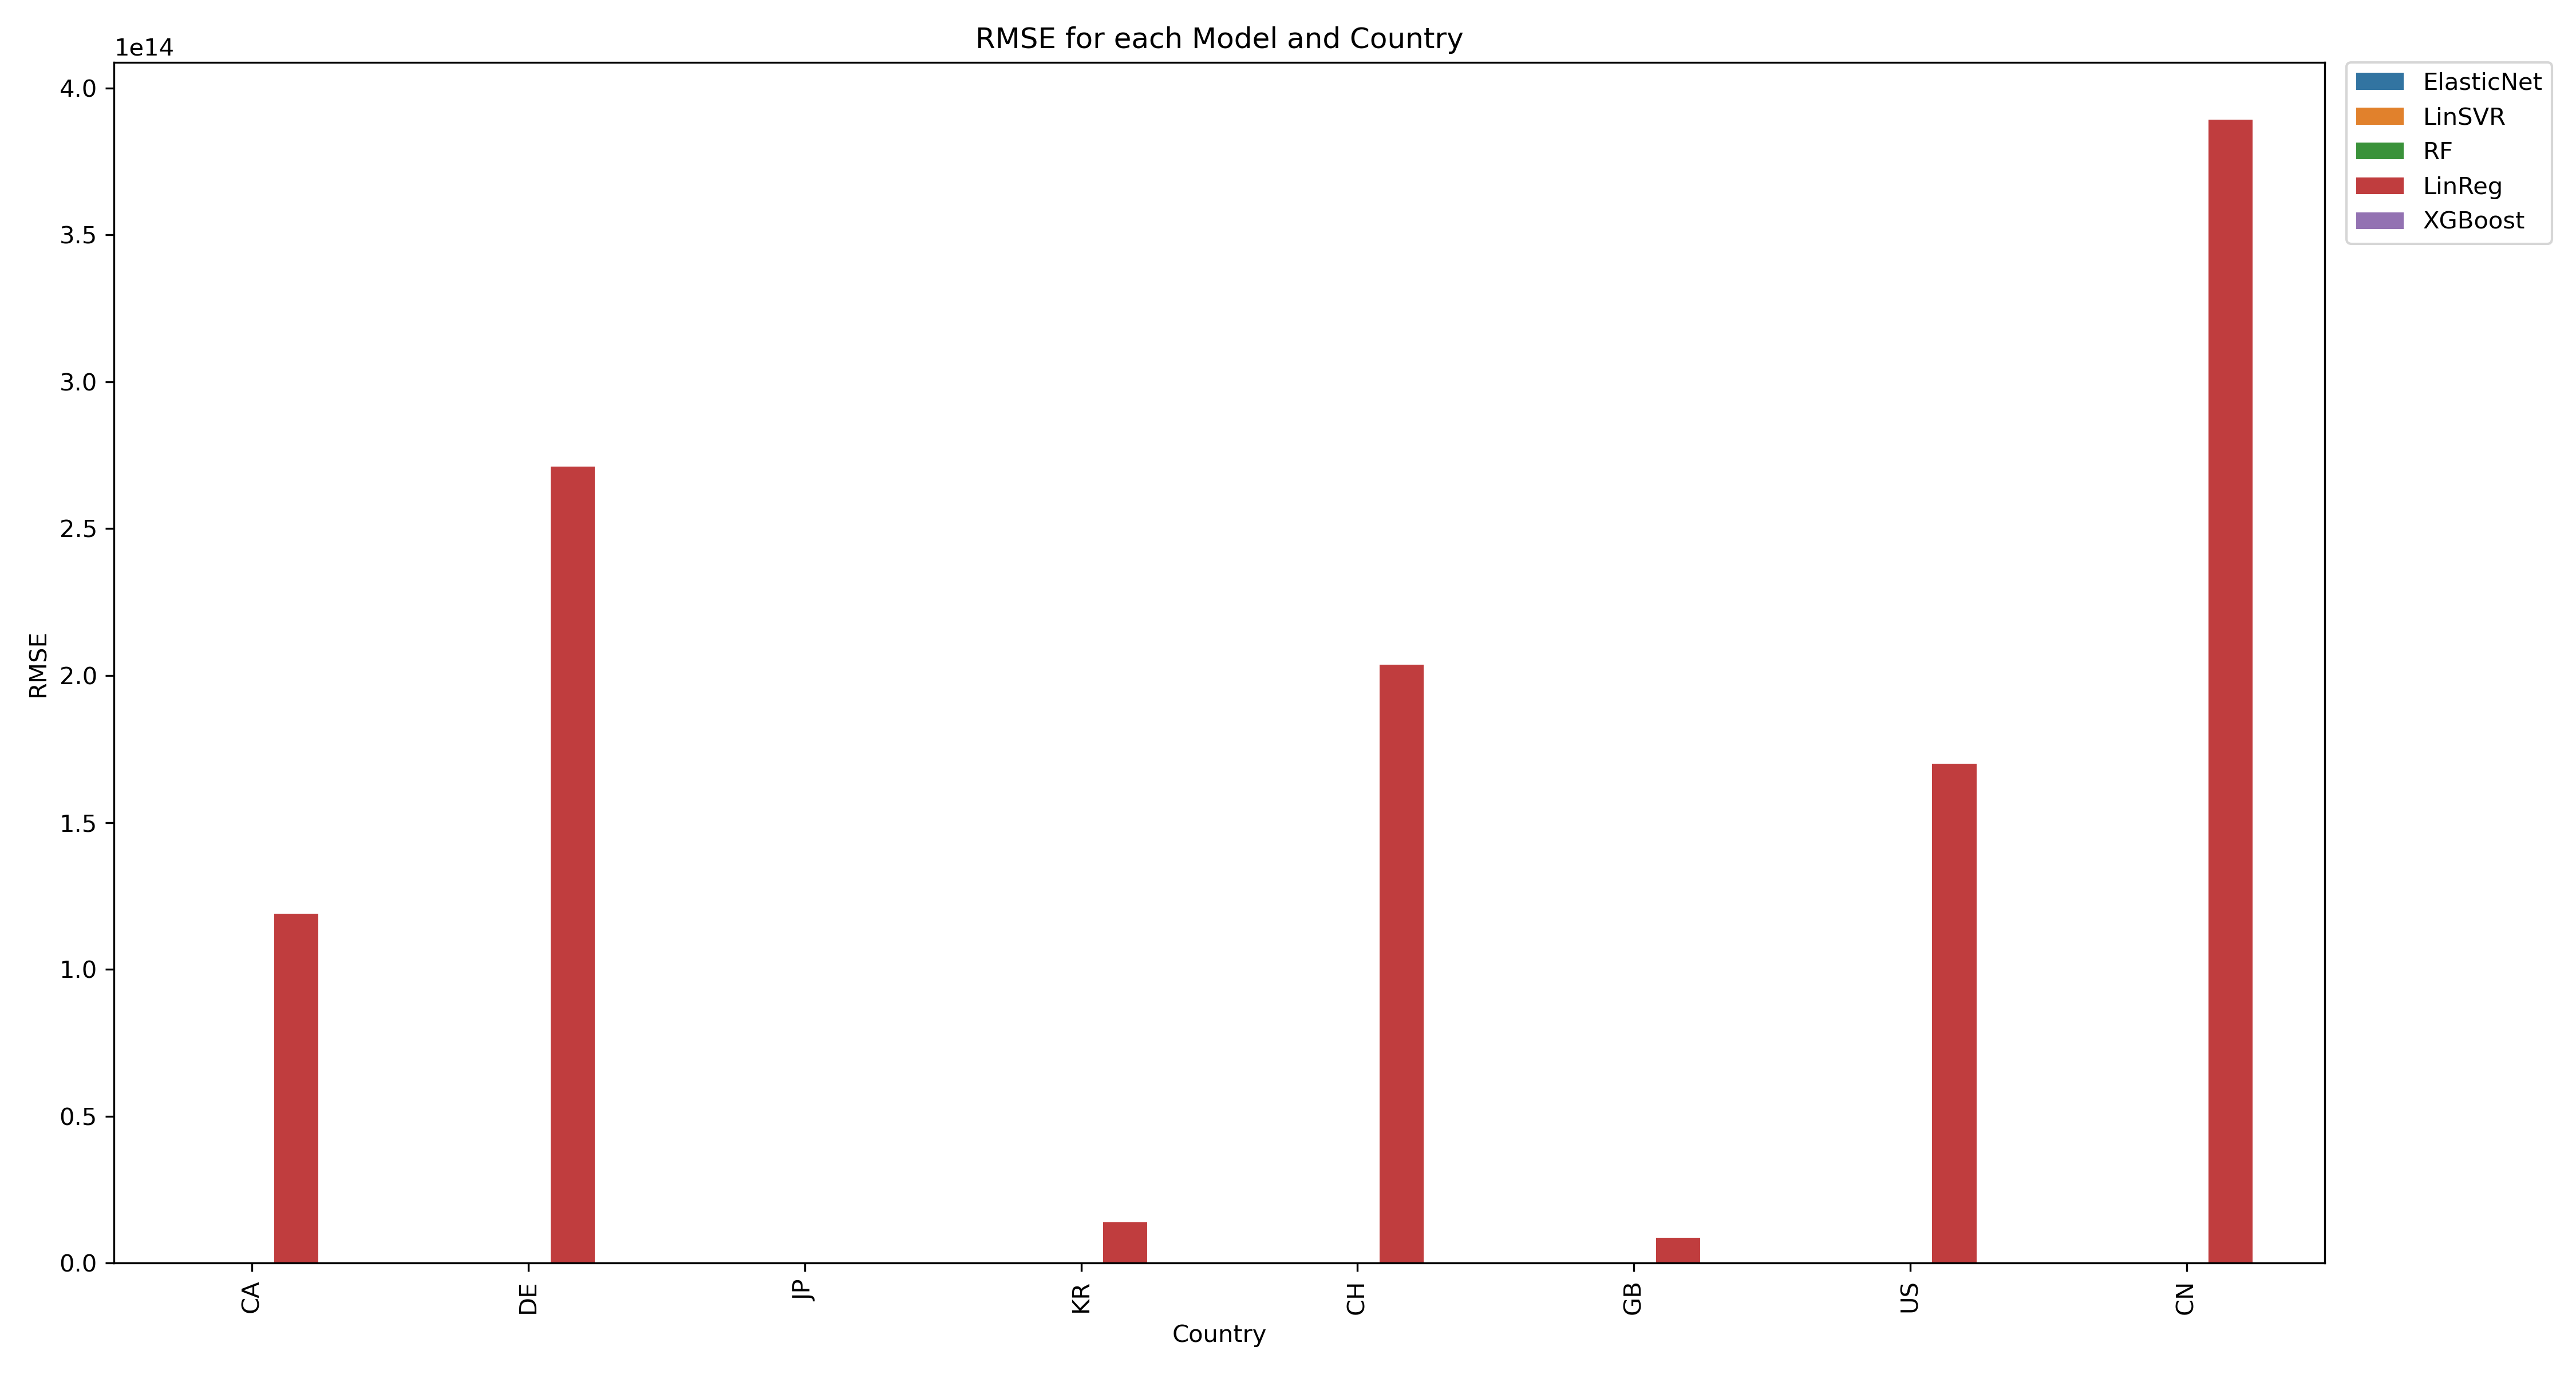 RMSE for each Model and Country
1e14
4.0
3.5
3.0
2.5
2.0
1.5
1.0
0.5
0.0
RMSE
CA
DE
JP
KR
CH
GB
US
CN
Country
ElasticNet
LinSVR
RF
LinReg
XGBoost